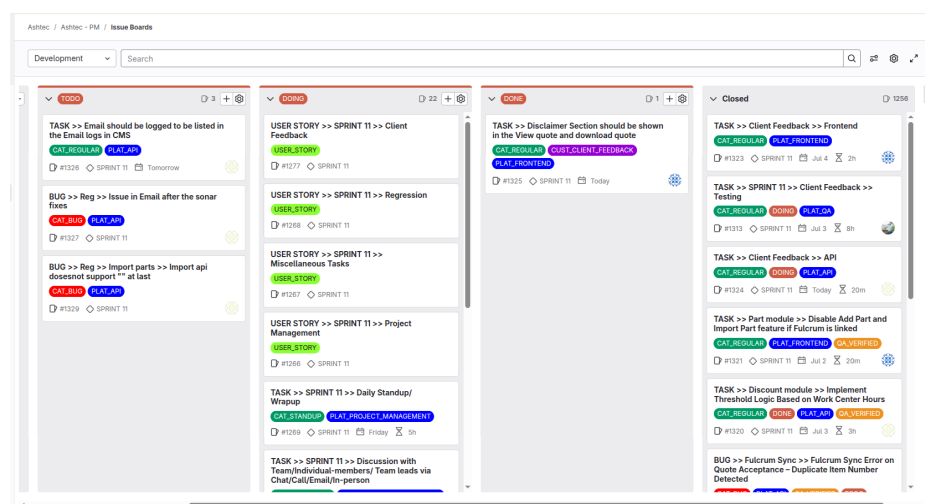 Ashtec / Ashtec - PM / Issue Boards
Development
Search
TODO 3
TASK >> Email should be logged to be listed in
the Email logs in CMS
CAT_REGULAR PLAT_API
#1326 SPRINT 11 Tomorrow
BUG >> Reg >> Issue in Email after the sonar
fixes
CAT_BUG PLAT_API
#1327 SPRINT 11
BUG >> Reg >> Import parts >> Import api
dosesnot support "" at last
CAT_BUG PLAT_API
#1329 SPRINT 11
DOING 22
USER STORY >> SPRINT 11 >> Client
Feedback
USER_STORY
#1277 SPRINT 11
USER STORY >> SPRINT 11 >> Regression
USER_STORY
#1268 SPRINT 11
USER STORY >> SPRINT 11 >>
Miscellaneous Tasks
USER_STORY
#1267 SPRINT 11
USER STORY >> SPRINT 11 >> Project
Management
USER_STORY
#1266 SPRINT 11
TASK >> SPRINT 11 >> Daily Standup/
Wrapup
CAT_STANDUP PLAT_PROJECT_MANAGEMENT
#1269 SPRINT 11 Friday 5h
TASK >> SPRINT 11 >> Discussion with
Team/Individual-members/ Team leads via
Chat/Call/Email/In-person
DONE 1
TASK >> Disclaimer Section should be shown
in the View quote and download quote
CAT_REGULAR CUST_CLIENT_FEEDBACK
PLAT_FRONTEND
#1325 SPRINT 11 Today
Closed 1256
TASK >> Client Feedback >> Frontend
CAT_REGULAR PLAT_FRONTEND
#1323 SPRINT 11 Jul 4 2h
TASK >> SPRINT 11 >> Client Feedback >>
Testing
CAT_REGULAR DOING PLAT_QA
#1313 SPRINT 11 Jul 3 8h
TASK >> Client Feedback >> API
CAT_REGULAR DOING PLAT_API
#1324 SPRINT 11 Today 20m
TASK >> Part module >> Disable Add Part and
Import Part feature if Fulcrum is linked
CAT_REGULAR PLAT_FRONTEND QA_VERIFIED
#1321 SPRINT 11 Jul 2 20m
TASK >> Discount module >> Implement
Threshold Logic Based on Work Center Hours
CAT_REGULAR DONE PLAT_API QA_VERIFIED
#1320 SPRINT 11 Jul 3 3h
BUG >> Fulcrum Sync >> Fulcrum Sync Error on
Quote Acceptance – Duplicate Item Number
Detected